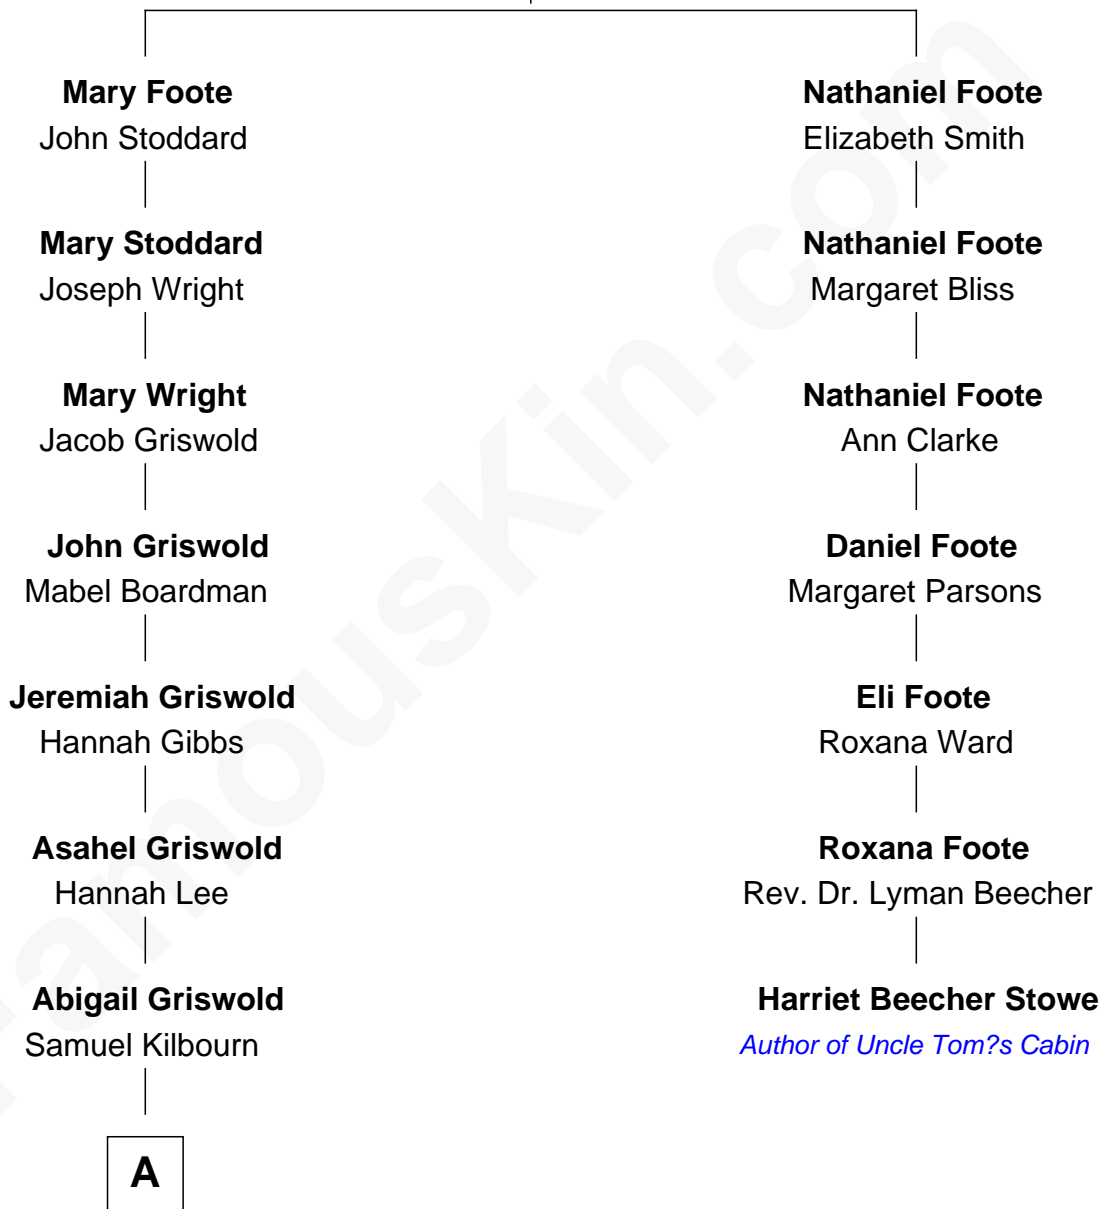 Mary Foote
John Stoddard
Mary Stoddard
Joseph Wright
Mary Wright
Jacob Griswold
John Griswold
Mabel Boardman
Jeremiah Griswold
Hannah Gibbs
Asahel Griswold
Hannah Lee
Abigail Griswold
Samuel Kilbourn
A
Nathaniel Foote
Elizabeth Smith
Nathaniel Foote
Margaret Bliss
Nathaniel Foote
Ann Clarke
Daniel Foote
Margaret Parsons
Eli Foote
Roxana Ward
Roxana Foote
Rev. Dr. Lyman Beecher
Harriet Beecher Stowe
Author of Uncle Tom?s Cabin
FamousKin.com